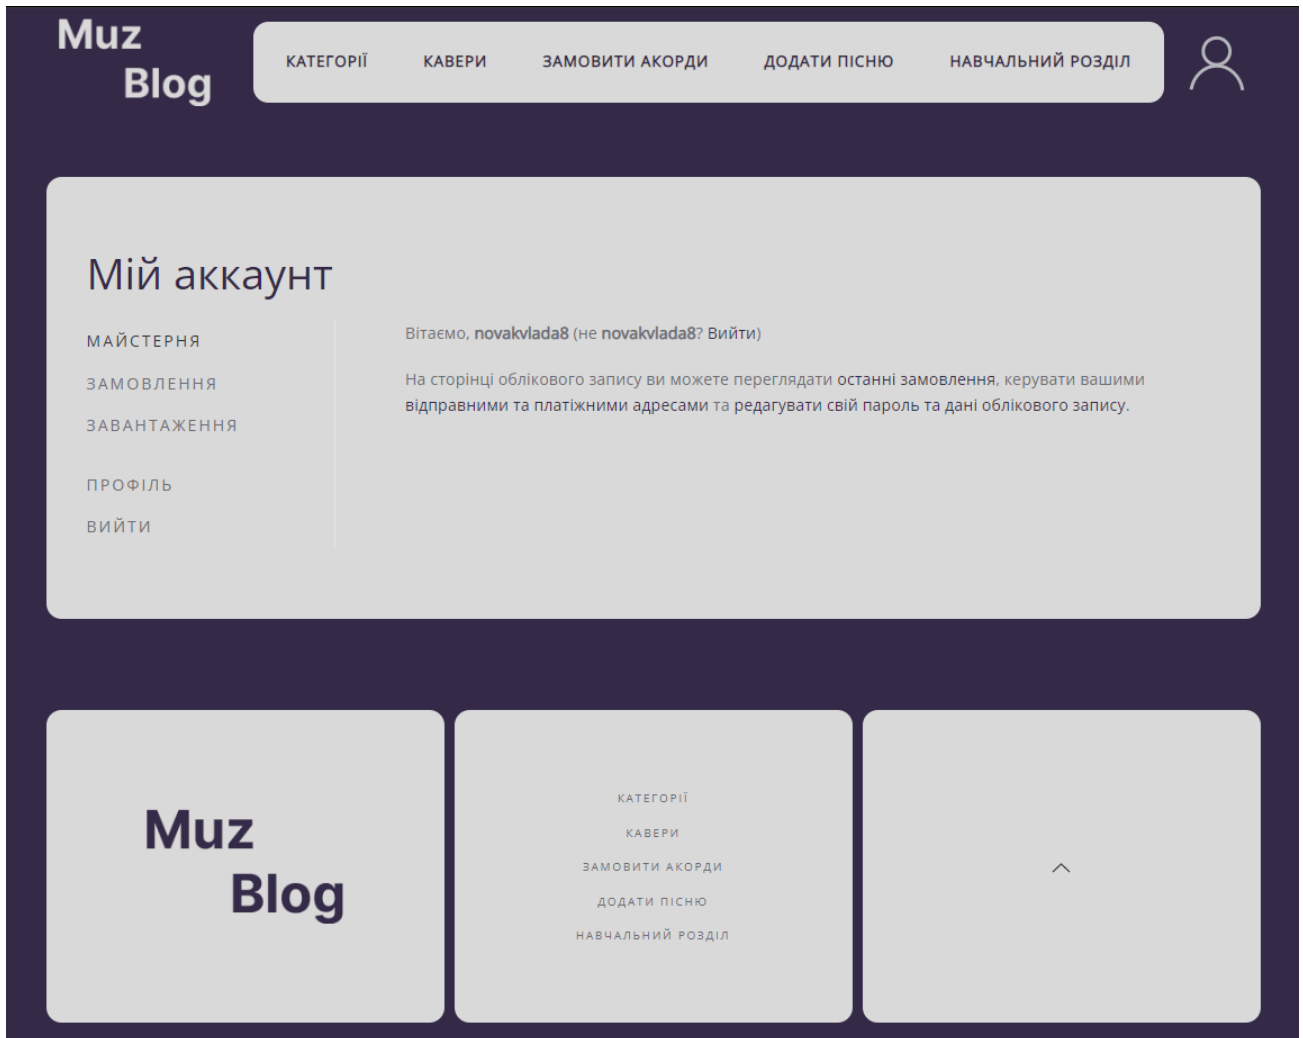 Muz
Blog
КАТЕГОРІЇ КАВЕРИ ЗАМОВИТИ АКОРДИ ДОДАТИ ПІСНЮ НАВЧАЛЬНИЙ РОЗДІЛ
Мій аккаунт
МАЙСТЕРНЯ
ЗАМОВЛЕННЯ
ЗАВАНТАЖЕННЯ
ПРОФІЛЬ
ВИЙТИ
Вітаємо, novakvlada8 (не novakvlada8? Вийти)
На сторінці облікового запису ви можете переглядати останні замовлення, керувати вашими
відправними та платіжними адресами та редагувати свій пароль та дані облікового запису.
Muz
Blog
КАТЕГОРІЇ
КАВЕРИ
ЗАМОВИТИ АКОРДИ
ДОДАТИ ПІСНЮ
НАВЧАЛЬНИЙ РОЗДІЛ